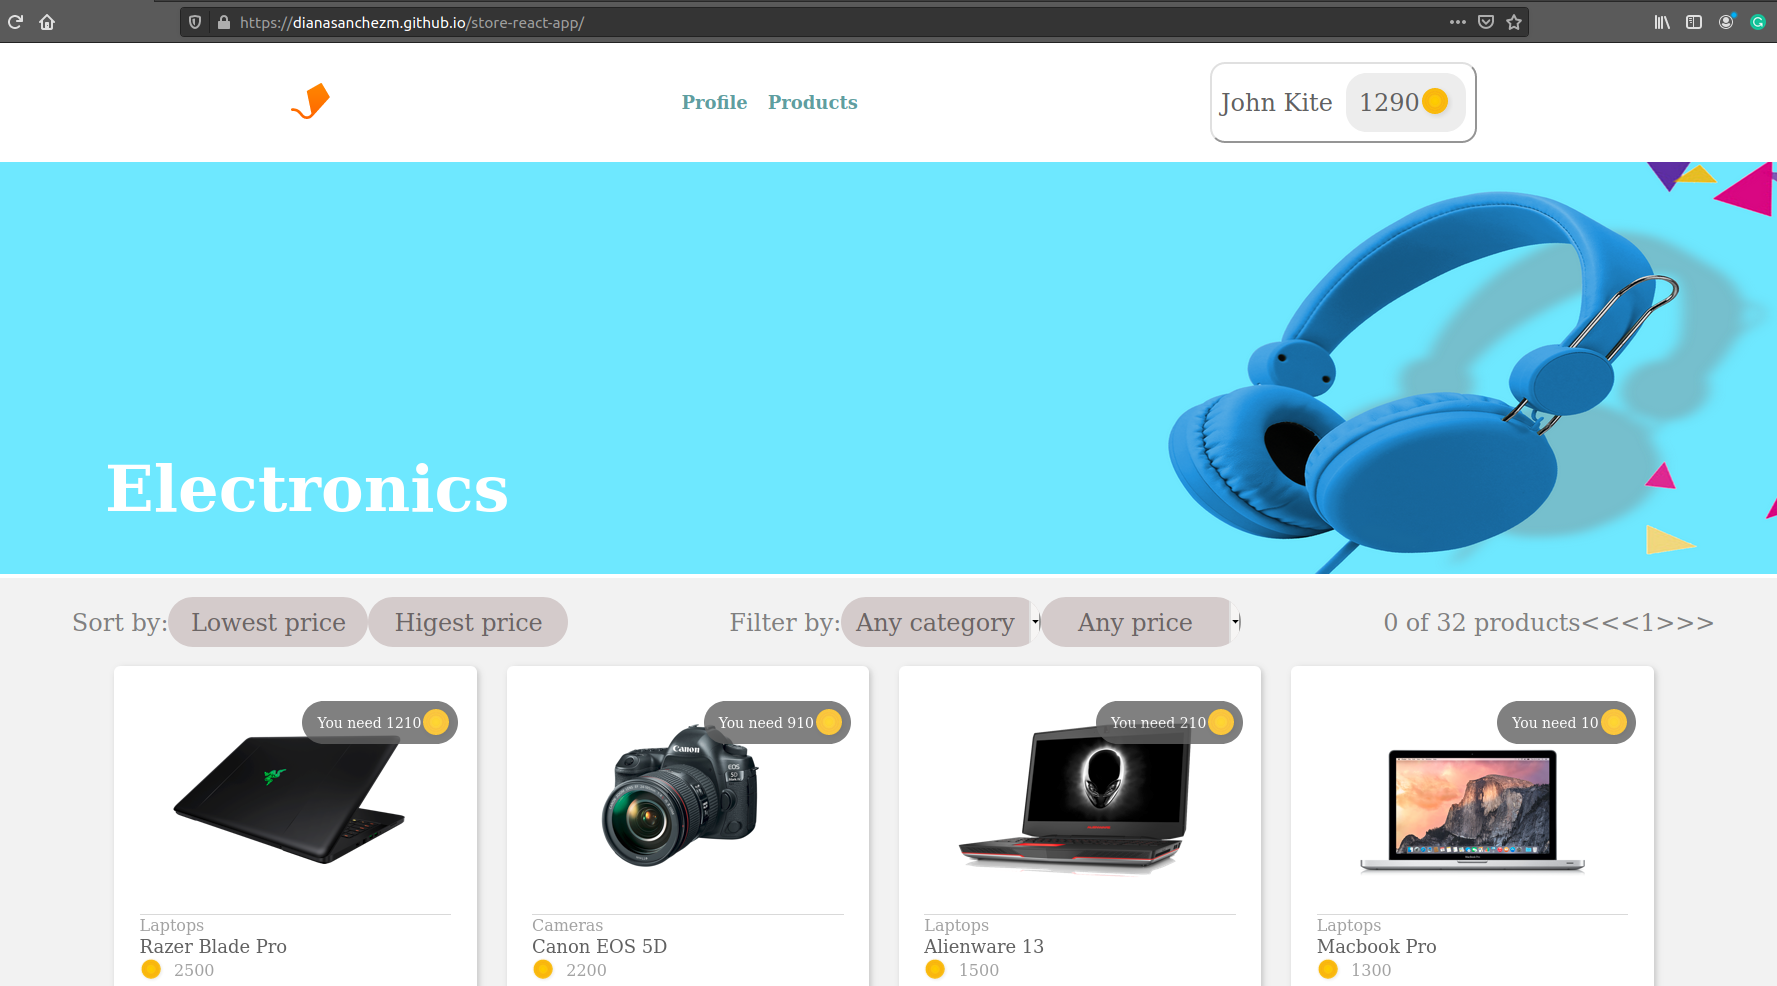 https://dianasanchezm.github.io/store-react-app/
Profile Products
John Kite 1290
Electronics
Sort by: Lowest price Higest price Filter by: Any category Any price 0 of 32 products<<<1>>>
You need 1210
You need 910
You need 210
You need 10
Canon
EOS
5D
Laptops
Razer Blade Pro
2500
Cameras
Canon EOS 5D
2200
Laptops
Alienware 13
1500
Laptops
Macbook Pro
1300